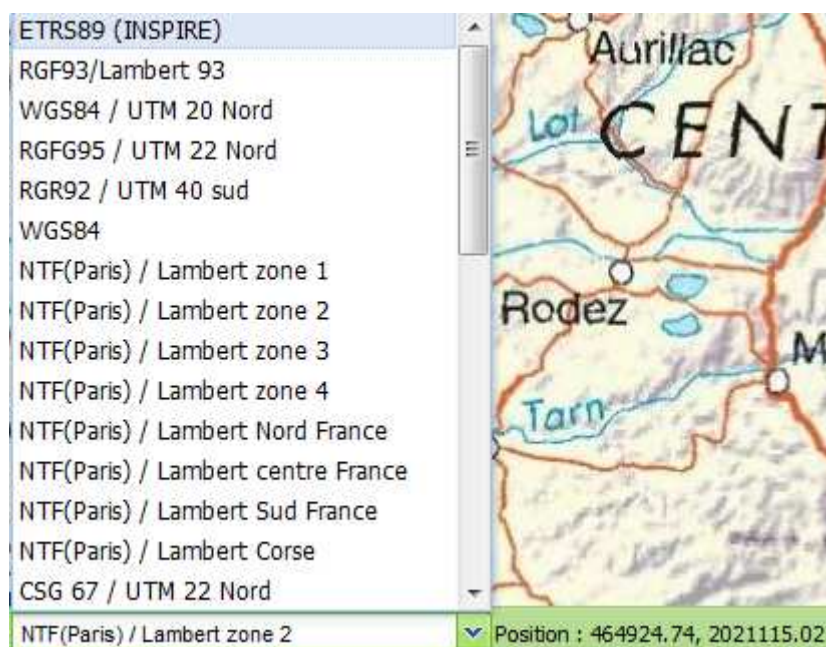 ETRS89 (INSPIRE)
RGF93/Lambert 93
WGS84 / UTM 20 Nord
RGFG95 / UTM 22 Nord
RGR92 / UTM 40 sud
WGS84
NTF(Paris) / Lambert zone 1
NTF(Paris) / Lambert zone 2
NTF(Paris) / Lambert zone 3
NTF(Paris) / Lambert zone 4
NTF(Paris) / Lambert Nord France
NTF(Paris) / Lambert centre France
NTF(Paris) / Lambert Sud France
NTF(Paris) / Lambert Corse
CSG 67 / UTM 22 Nord
NTF(Paris) / Lambert zone 2
Aurillac
Lot
CENT
Rodez
M
Tarn
Position : 464924.74, 2021115.02